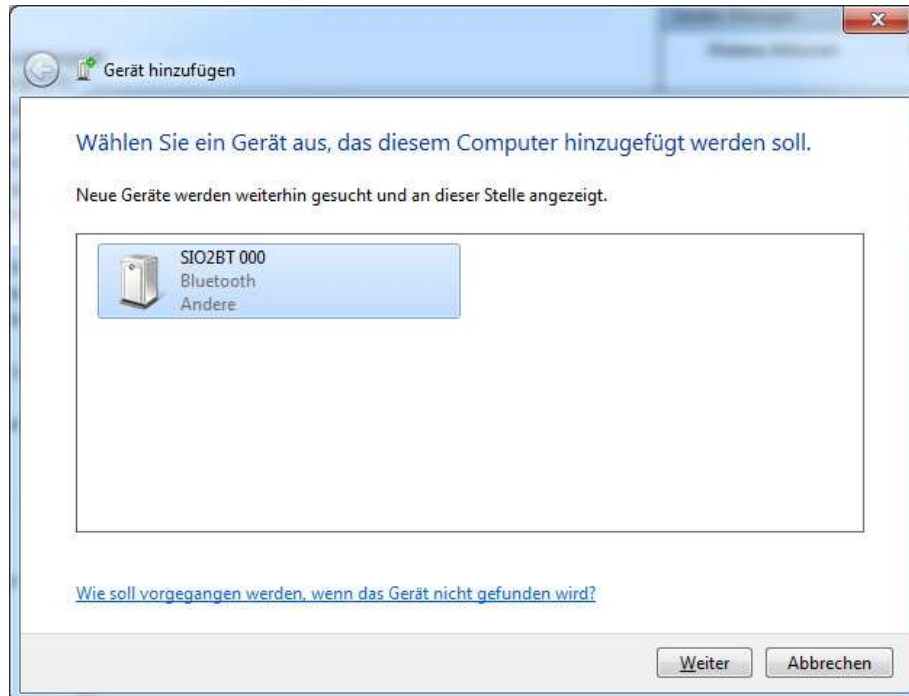 Gerät hinzufügen
Wählen Sie ein Gerät aus, das diesem Computer hinzugefügt werden soll.
Neue Geräte werden weiterhin gesucht und an dieser Stelle angezeigt.
SIO2BT 000
Bluetooth
Andere
Wie soll vorgegangen werden, wenn das Gerät nicht gefunden wird?
Weiter Abbrechen